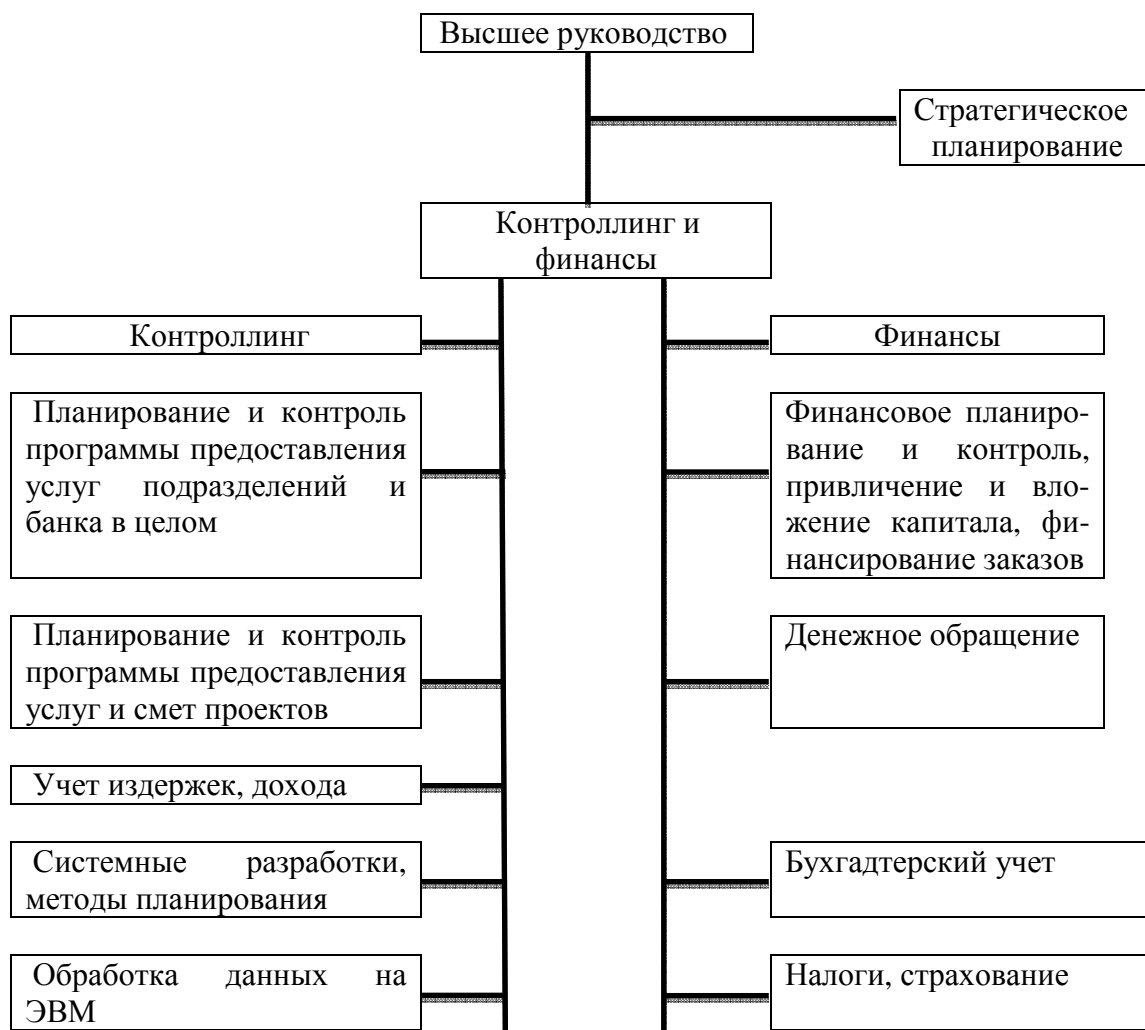 Высшее руководство
Стратегическое
планирование
Контроллинг и
финансы
Контроллинг
Финансы
Планирование и контроль
программы предоставления
услуг подразделений и
банка в целом
Финансовое планиро-
вание и контроль,
привличение и вло-
жение капитала, фи-
нансирование заказов
Планирование и контроль
программы предоставления
услуг и смет проектов
Денежное обращение
Учет издержек, дохода
Системные разработки,
методы планирования
Бухгадтерский учет
Обработка данных на
ЭВМ
Налоги, страхование